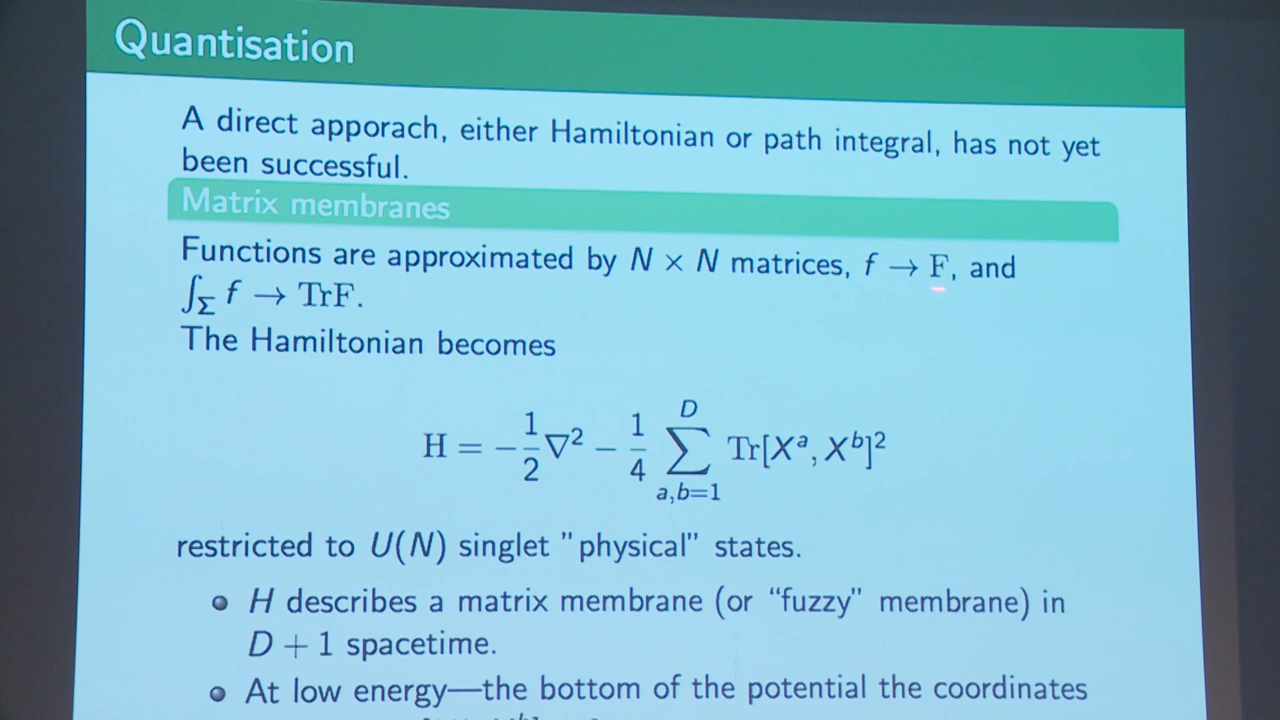 Quantisation
A direct apporach, either Hamiltonian or path integral, has not yet
been successful.
Matrix membranes
Functions are approximated by N × N matrices, f → F, and
∫_Σ f → TrF.
The Hamiltonian becomes
H = −1/2 ∇² − 1/4 ∑_{a,b=1}^{D} Tr[Xᵃ, Xᵇ]²
restricted to U(N) singlet "physical" states.
H describes a matrix membrane (or “fuzzy” membrane) in
D + 1 spacetime.
At low energy—the bottom of the potential the coordinates